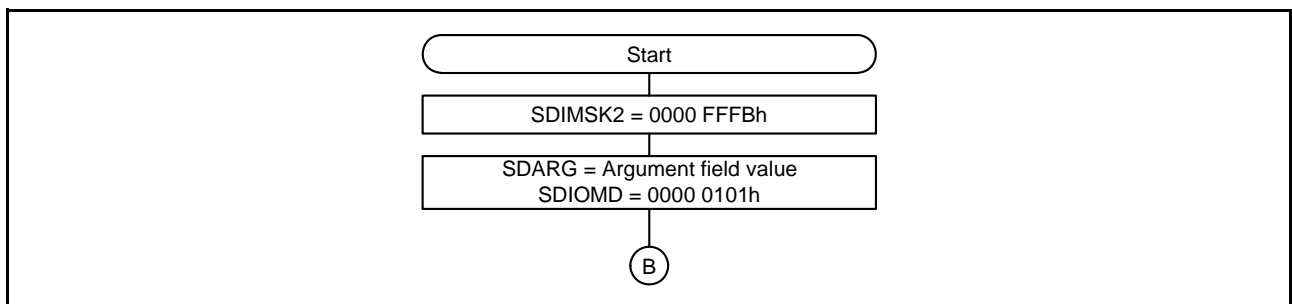 Start
SDIMSK2 = 0000 FFFBh
SDARG = Argument field value
SDIOMD = 0000 0101h
B